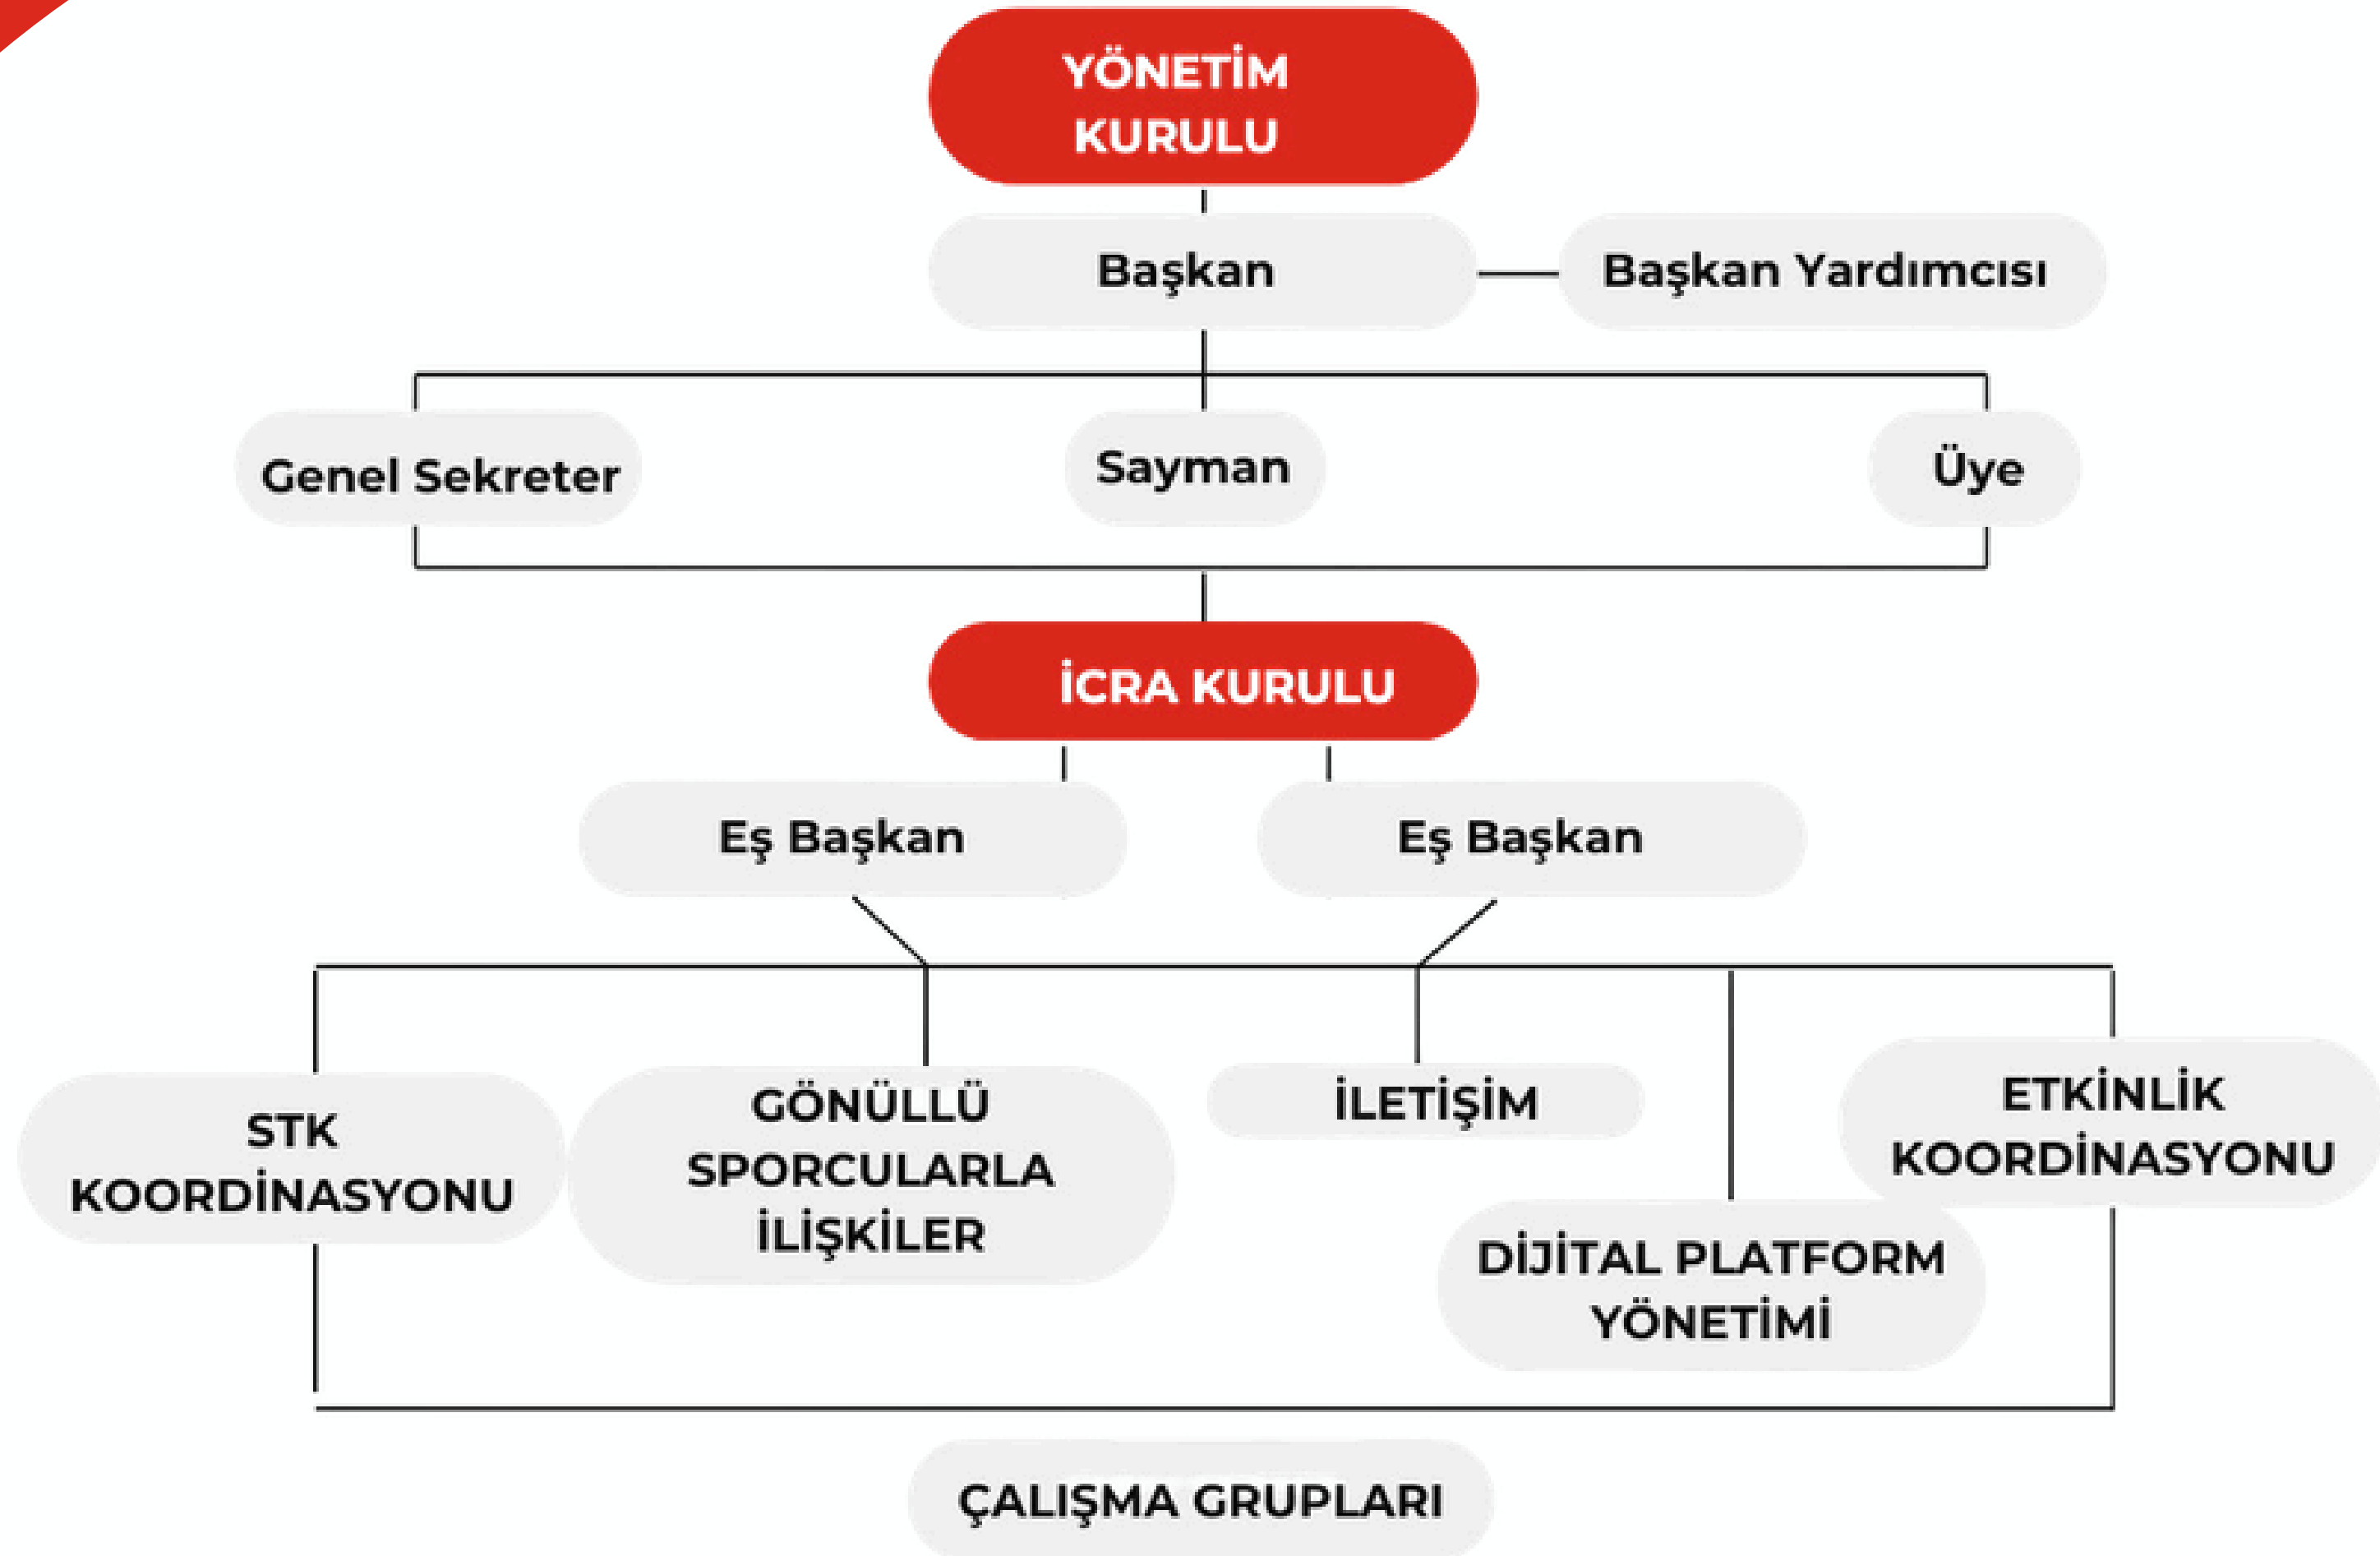 YÖNETİM
KURULU
Başkan
Başkan Yardımcısı
Genel Sekreter
Sayman
Üye
İCRA KURULU
Eş Başkan
Eş Başkan
STK
KOORDİNASYONU
GÖNÜLLÜ
SPORCULARLA
İLİŞKİLER
İLETİŞİM
DİJİTAL PLATFORM
YÖNETİMİ
ETKİNLİK
KOORDİNASYONU
ÇALIŞMA GRUPLARI